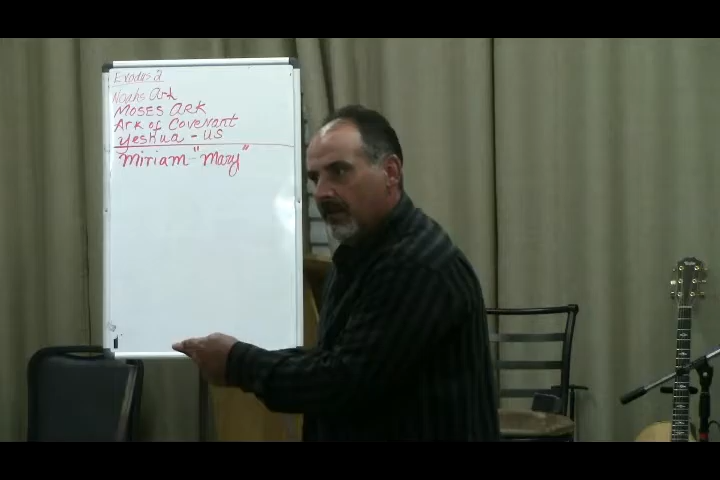 Exodus 2
Noahs Ark
MOSES ARK
ARK of COVENANT
Yeshua - US
Miriam - "Mary"